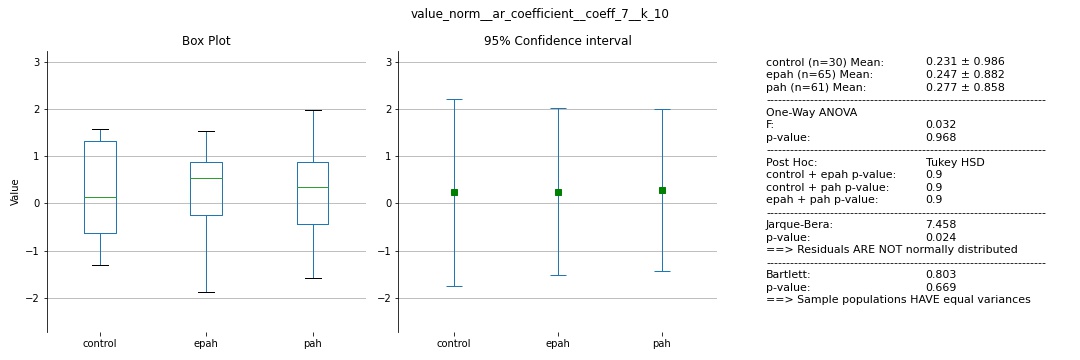 value_norm__ar_coefficient__coeff_7__k_10
Box Plot
3
2
1
0
−1
−2
Value
control
epah
pah
95% Confidence interval
3
2
1
0
−1
−2
control
epah
pah
control (n=30) Mean: 0.231 ± 0.986
epah (n=65) Mean: 0.247 ± 0.882
pah (n=61) Mean: 0.277 ± 0.858
One-Way ANOVA
F: 0.032
p-value: 0.968
Post Hoc: Tukey HSD
control + epah p-value: 0.9
control + pah p-value: 0.9
epah + pah p-value: 0.9
Jarque-Bera: 7.458
p-value: 0.024
==> Residuals ARE NOT normally distributed
Bartlett: 0.803
p-value: 0.669
==> Sample populations HAVE equal variances